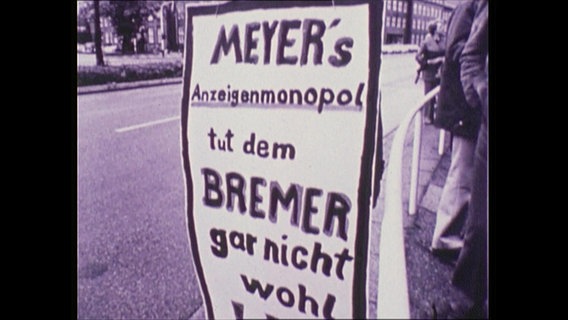 MEYER's
Anzeigenmonopol
tut dem
BREMER
gar nicht
wohl